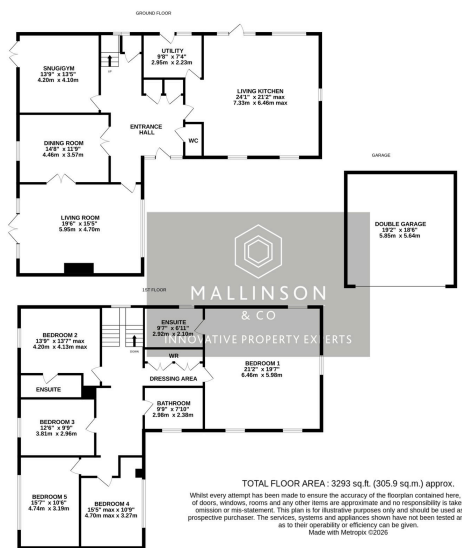 GROUND FLOOR
SNUG/GYM
13'9" x 13'5"
4.20m x 4.10m
UP
UTILITY
9'8" x 7'4"
2.95m x 2.23m
LIVING KITCHEN
24'1" x 21'2" max
7.33m x 6.46m max
DINING ROOM
14'8" x 11'9"
4.46m x 3.57m
ENTRANCE
HALL
WC
LIVING ROOM
19'6" x 15'5"
5.95m x 4.70m
GARAGE
DOUBLE GARAGE
19'2" x 18'6"
5.85m x 5.64m
MALLINSON
& CO
INNOVATIVE PROPERTY EXPERTS
1ST FLOOR
BEDROOM 2
13'9" x 13'7" max
4.20m x 4.13m max
DOWN
ENSUITE
9'7" x 6'11"
2.92m x 2.10m
WR
DRESSING AREA
BEDROOM 1
21'2" x 19'7"
6.46m x 5.98m
ENSUITE
BATHROOM
9'9" x 7'10"
2.98m x 2.38m
BEDROOM 3
12'6" x 9'9"
3.81m x 2.96m
BEDROOM 5
15'7" x 10'6"
4.74m x 3.19m
BEDROOM 4
15'5" max x 10'9"
4.70m max x 3.27m
TOTAL FLOOR AREA : 3293 sq.ft. (305.9 sq.m.) approx.
Whilst every attempt has been made to ensure the accuracy of the floorplan contained here,
of doors, windows, rooms and any other items are approximate and no responsibility is take
omission or mis-statement. This plan is for illustrative purposes only and should be used as
prospective purchaser. The services, systems and appliances shown have not been tested an
as to their operability or efficiency can be given.
Made with Metropix ©2026